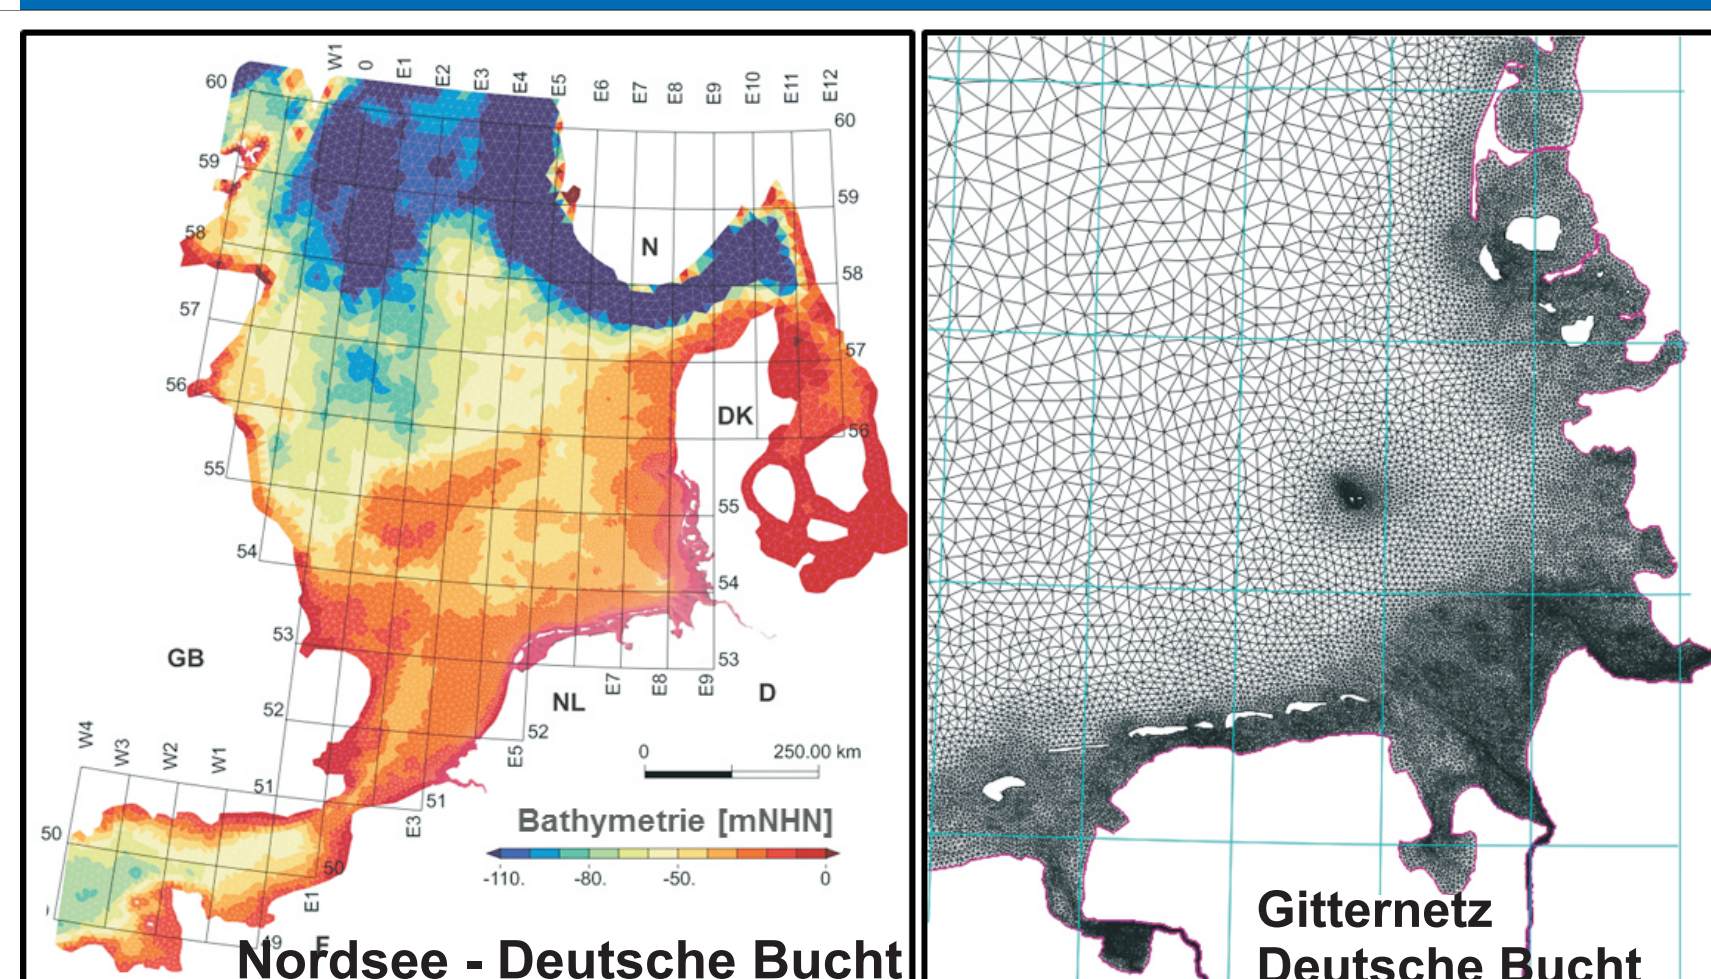 W1 0 E1 E2 E3 E4 E5 E6 E7 E8 E9 E10 E11 E12
60
60
59
59
58
58
57
57
56
56
55
55
54
54
53
53
52
52
51
51
50
50
49
N
DK
GB
NL
D
F
E7 E8 E9
W4 W3 W2 W1
E5
E3
E1
0 250.00 km
Bathymetrie [mNHN]
-110. -80. -50. 0
Nordsee - Deutsche Bucht
Gitternetz
Deutsche Bucht